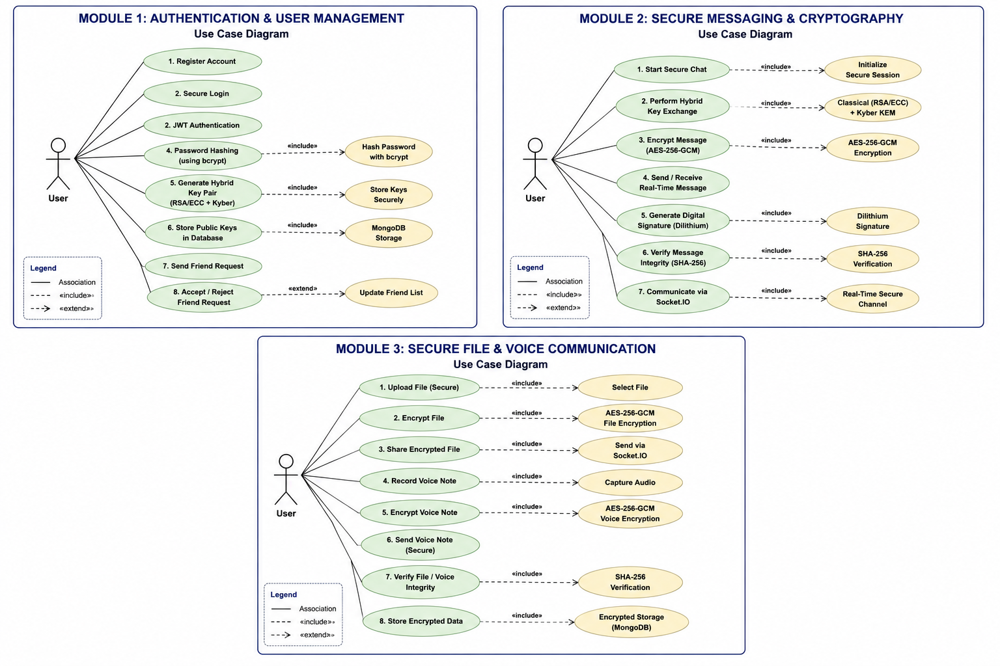 MODULE 1: AUTHENTICATION & USER MANAGEMENT
Use Case Diagram
1. Register Account
2. Secure Login
2. JWT Authentication
4. Password Hashing
(using bcrypt)
«include»
Hash Password
with bcrypt
5. Generate Hybrid
Key Pair
(RSA/ECC + Kyber)
«include»
Store Keys
Securely
6. Store Public Keys
in Database
«include»
MongoDB
Storage
7. Send Friend Request
8. Accept / Reject
Friend Request
«extend»
Update Friend List
User
Legend
Association
«include»
«extend»
MODULE 2: SECURE MESSAGING & CRYPTOGRAPHY
Use Case Diagram
1. Start Secure Chat
«include»
Initialize
Secure Session
2. Perform Hybrid
Key Exchange
«include»
Classical (RSA/ECC)
+ Kyber KEM
3. Encrypt Message
(AES-256-GCM)
«include»
AES-256-GCM
Encryption
4. Send / Receive
Real-Time Message
5. Generate Digital
Signature (Dilithium)
«include»
Dilithium
Signature
6. Verify Message
Integrity (SHA-256)
«include»
SHA-256
Verification
7. Communicate via
Socket.IO
«include»
Real-Time Secure
Channel
User
Legend
Association
«include»
«extend»
MODULE 3: SECURE FILE & VOICE COMMUNICATION
Use Case Diagram
1. Upload File (Secure)
«include»
Select File
2. Encrypt File
«include»
AES-256-GCM
File Encryption
3. Share Encrypted File
«include»
Send via
Socket.IO
4. Record Voice Note
«include»
Capture Audio
5. Encrypt Voice Note
«include»
AES-256-GCM
Voice Encryption
6. Send Voice Note
(Secure)
7. Verify File / Voice
Integrity
«include»
SHA-256
Verification
8. Store Encrypted Data
«include»
Encrypted Storage
(MongoDB)
User
Legend
Association
«include»
«extend»